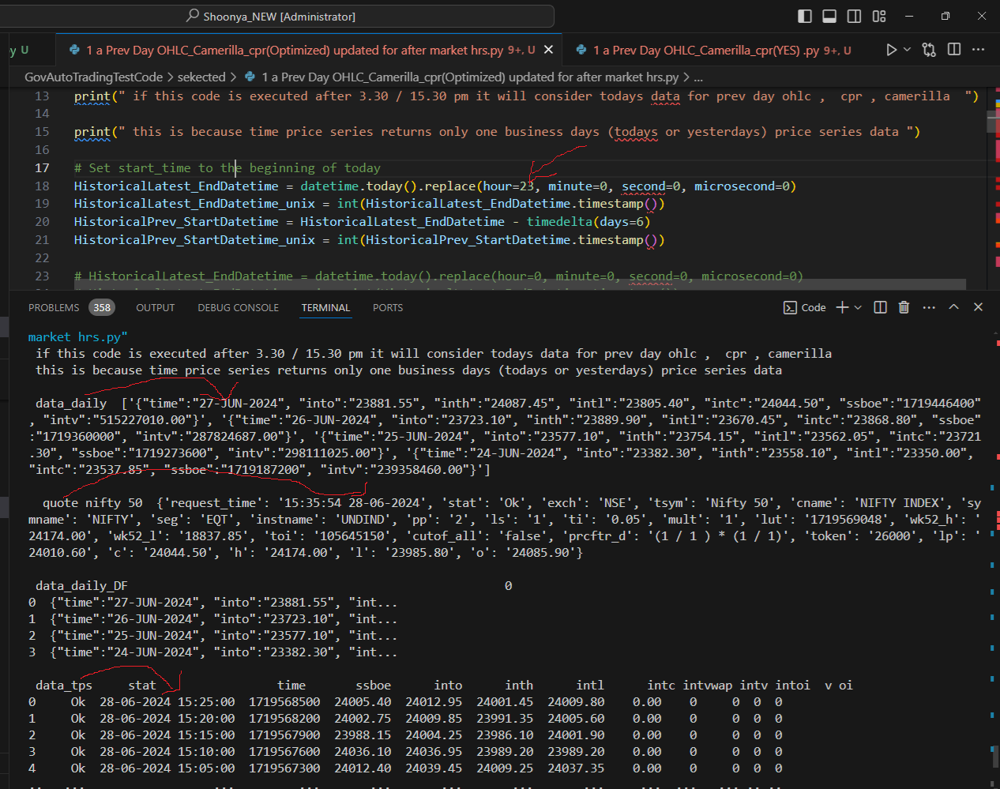 Shoonya_NEW [Administrator]
y U
1 a Prev Day OHLC_Camerilla_cpr(Optimized) updated for after market hrs.py 9+, U
1 a Prev Day OHLC_Camerilla_cpr(YES) .py 9+, U
GovAutoTradingTestCode > sekected > 1 a Prev Day OHLC_Camerilla_cpr(Optimized) updated for after market hrs.py > ...
13 print(" if this code is executed after 3.30 / 15.30 pm it will consider todays data for prev day ohlc ,  cpr , camerilla  ")
14
15 print(" this is because time price series returns only one business days (todays or yesterdays) price series data ")
16
17 # Set start_time to the beginning of today
18 HistoricalLatest_EndDatetime = datetime.today().replace(hour=23, minute=0, second=0, microsecond=0)
19 HistoricalLatest_EndDatetime_unix = int(HistoricalLatest_EndDatetime.timestamp())
20 HistoricalPrev_StartDatetime = HistoricalLatest_EndDatetime - timedelta(days=6)
21 HistoricalPrev_StartDatetime_unix = int(HistoricalPrev_StartDatetime.timestamp())
22
23 # HistoricalLatest_EndDatetime = datetime.today().replace(hour=0, minute=0, second=0, microsecond=0)
PROBLEMS 358 OUTPUT DEBUG CONSOLE TERMINAL PORTS Code
market hrs.py"
if this code is executed after 3.30 / 15.30 pm it will consider todays data for prev day ohlc ,  cpr , camerilla
this is because time price series returns only one business days (todays or yesterdays) price series data
data_daily  ['{"time":"27-JUN-2024", "into":"23881.55", "inth":"24087.45", "intl":"23805.40", "intc":"24044.50", "ssboe":"1719446400"
, "intv":"515227010.00"}', '{"time":"26-JUN-2024", "into":"23723.10", "inth":"23889.90", "intl":"23670.45", "intc":"23868.80", "ssboe"
:"1719360000", "intv":"287824687.00"}', '{"time":"25-JUN-2024", "into":"23577.10", "inth":"23754.15", "intl":"23562.05", "intc":"23721
.30", "ssboe":"1719273600", "intv":"298111025.00"}', '{"time":"24-JUN-2024", "into":"23382.30", "inth":"23558.10", "intl":"23350.00",
"intc":"23537.85", "ssboe":"1719187200", "intv":"239358460.00"}']
quote nifty 50  {'request_time': '15:35:54 28-06-2024', 'stat': 'Ok', 'exch': 'NSE', 'tsym': 'Nifty 50', 'cname': 'NIFTY INDEX', 'sy
mname': 'NIFTY', 'seg': 'EQT', 'instname': 'UNDIND', 'pp': '2', 'ls': '1', 'ti': '0.05', 'mult': '1', 'lut': '1719569048', 'wk52_h': '
24174.00', 'wk52_l': '18837.85', 'toi': '105645150', 'cutof_all': 'false', 'prcftr_d': '(1 / 1 ) * (1 / 1)', 'token': '26000', 'lp': '
24010.60', 'c': '24044.50', 'h': '24174.00', 'l': '23985.80', 'o': '24085.90'}
data_daily_DF 0
0  {"time":"27-JUN-2024", "into":"23881.55", "int...
1  {"time":"26-JUN-2024", "into":"23723.10", "int...
2  {"time":"25-JUN-2024", "into":"23577.10", "int...
3  {"time":"24-JUN-2024", "into":"23382.30", "int...
data_tps stat time ssboe into inth intl intc intvwap intv intoi v oi
0 Ok 28-06-2024 15:25:00 1719568500 24005.40 24012.95 24001.45 24009.80 0.00 0 0 0 0
1 Ok 28-06-2024 15:20:00 1719568200 24002.75 24009.85 23991.35 24005.60 0.00 0 0 0 0
2 Ok 28-06-2024 15:15:00 1719567900 23988.15 24004.25 23986.10 24001.90 0.00 0 0 0 0
3 Ok 28-06-2024 15:10:00 1719567600 24036.10 24036.95 23989.20 23989.20 0.00 0 0 0 0
4 Ok 28-06-2024 15:05:00 1719567300 24012.40 24039.45 24009.25 24037.35 0.00 0 0 0 0
.. ... ... ... ... ... ... ... ... ... .. .. ..